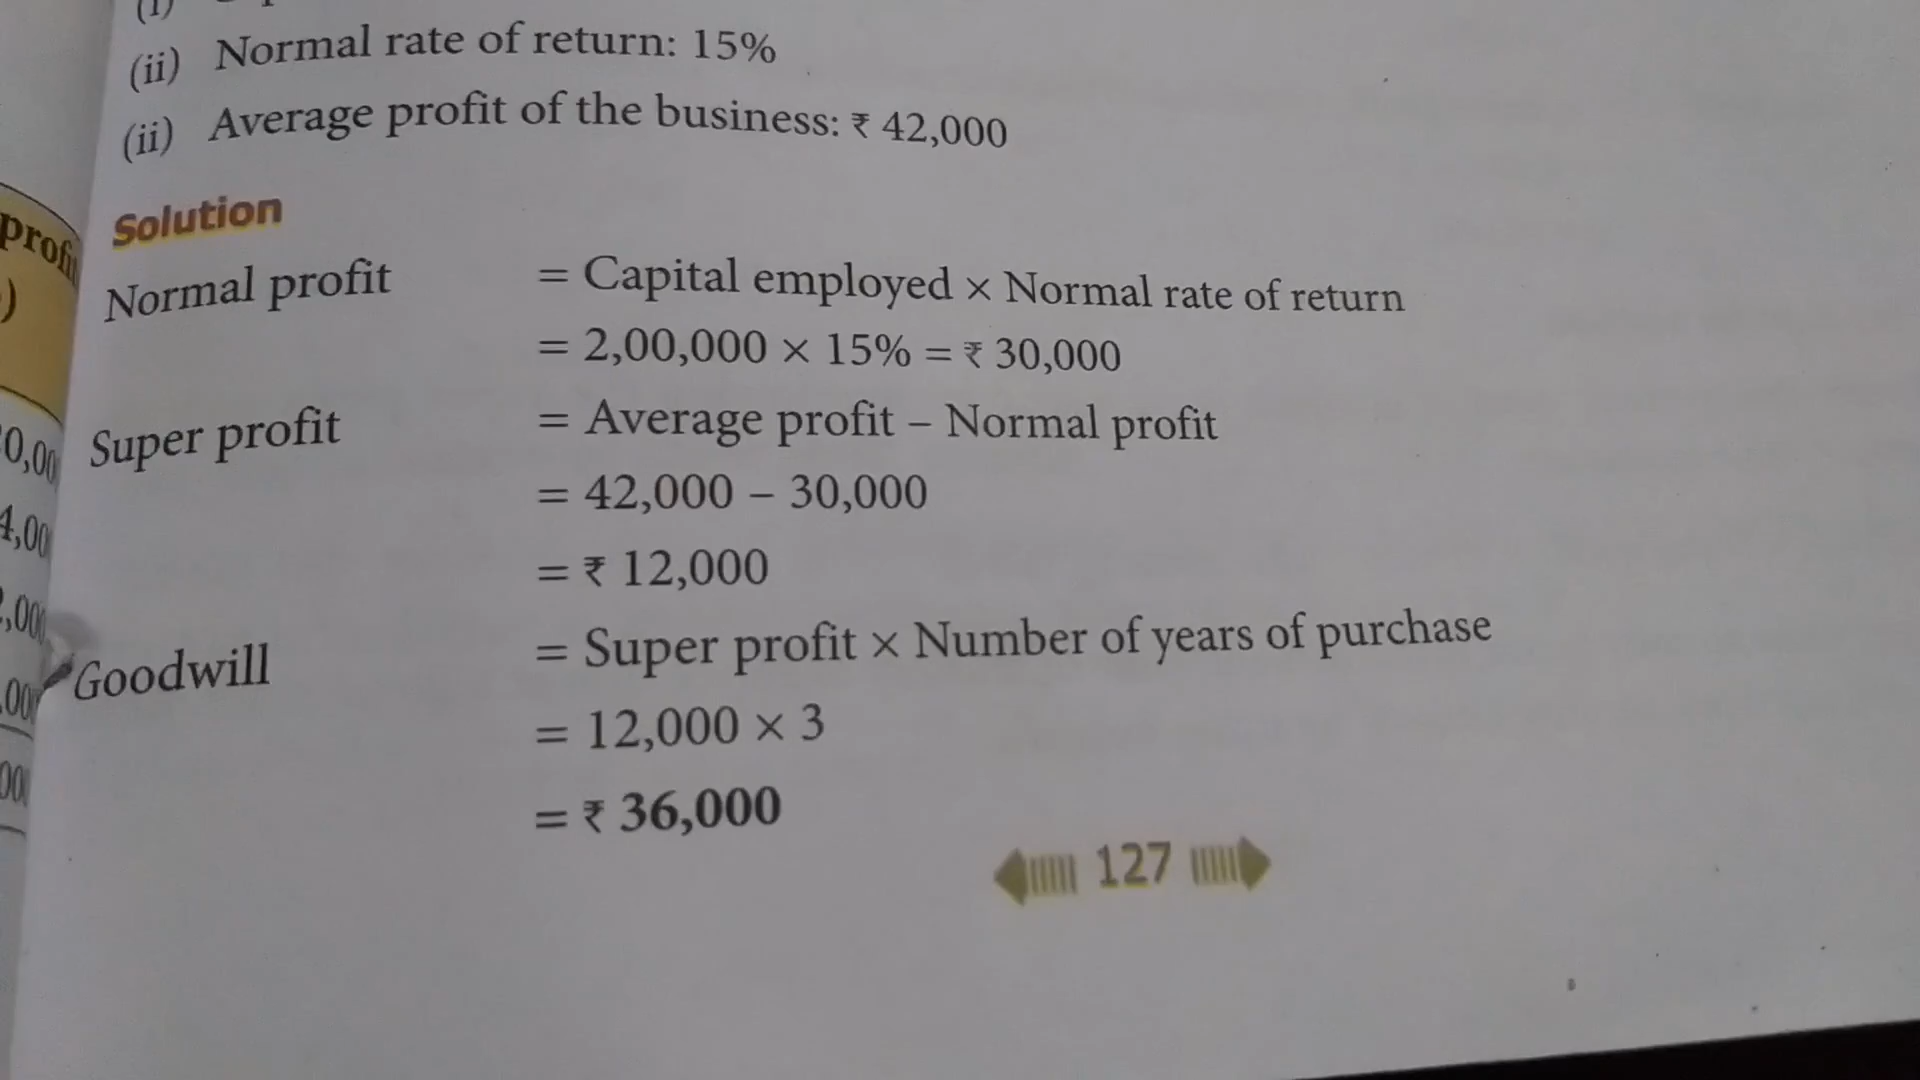 (i)
(ii) Normal rate of return: 15%
(ii) Average profit of the business: ₹ 42,000
Solution
Normal profit = Capital employed × Normal rate of return
= 2,00,000 × 15% = ₹ 30,000
Super profit = Average profit – Normal profit
= 42,000 – 30,000
= ₹ 12,000
Goodwill = Super profit × Number of years of purchase
= 12,000 × 3
= ₹ 36,000
127